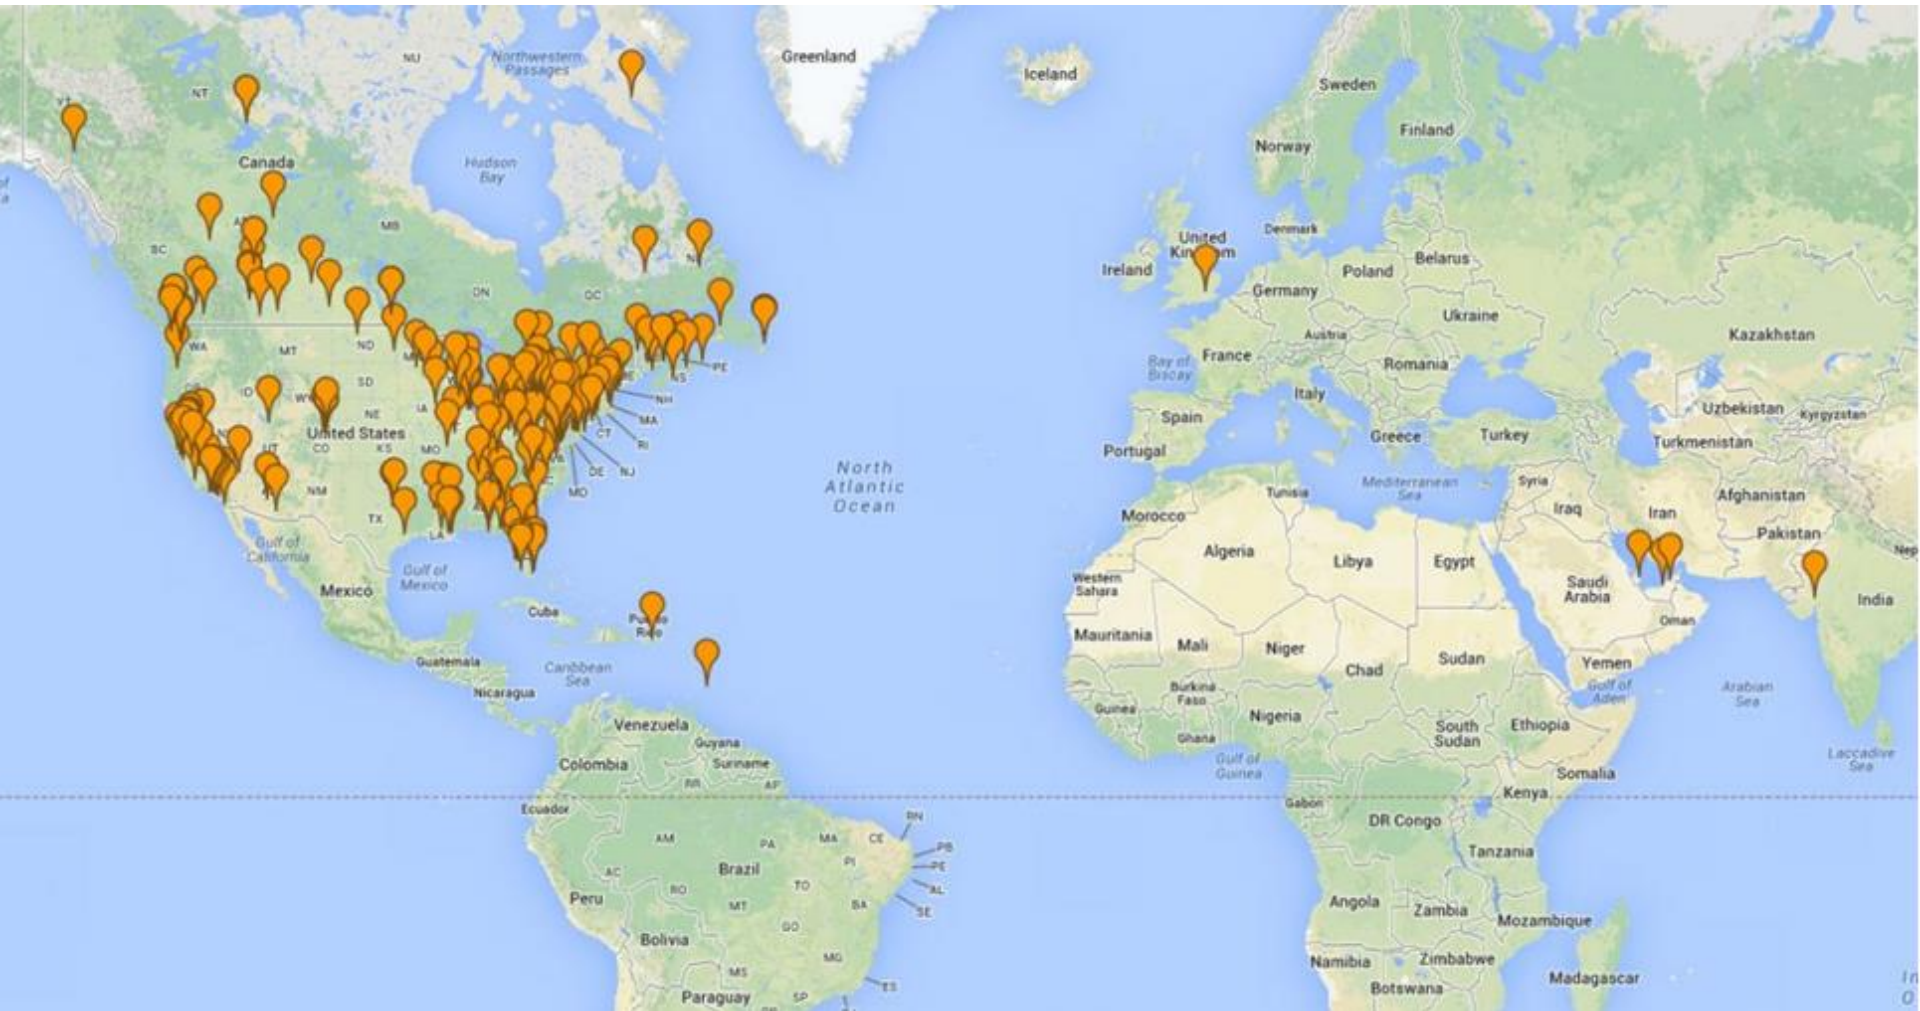 Greenland
Iceland
Sweden
Finland
Norway
NU
Northwestern
Passages
NT
YT
Canada
Hudson
Bay
MB
BC
ON
QC
United
Kingdom
Ireland
Denmark
Belarus
Poland
Germany
Ukraine
Kazakhstan
Austria
France
Romania
Bay of
Biscay
Italy
Uzbekistan
Kyrgyzstan
Spain
Portugal
Greece
Turkey
Turkmenistan
WA
MT
ND
SD
ID
NE
IA
United States
UT
CO
KS
MO
NM
TX
LA
PE
NS
NH
MA
CT
RI
DE
NJ
MD
North
Atlantic
Ocean
Mediterranean
Sea
Tunisia
Syria
Iraq
Iran
Afghanistan
Pakistan
Morocco
Algeria
Libya
Egypt
Western
Sahara
Saudi
Arabia
Oman
India
Gulf of
California
Gulf of
Mexico
Mexico
Cuba
Puerto
Rico
Guatemala
Nicaragua
Caribbean
Sea
Mauritania
Mali
Niger
Chad
Sudan
Yemen
Gulf of
Aden
Arabian
Sea
Guinea
Burkina
Faso
Nigeria
Ghana
South
Sudan
Ethiopia
Laccadive
Sea
Gulf of
Guinea
Somalia
Kenya
Gabon
DR Congo
Tanzania
Venezuela
Guyana
Suriname
Colombia
RR
AP
Ecuador
AM
PA
MA
CE
RN
PB
PE
AL
SE
PI
Brazil
AC
RO
TO
MT
BA
GO
Peru
Bolivia
MG
MS
ES
Paraguay
SP
Angola
Zambia
Mozambique
Namibia
Zimbabwe
Botswana
Madagascar